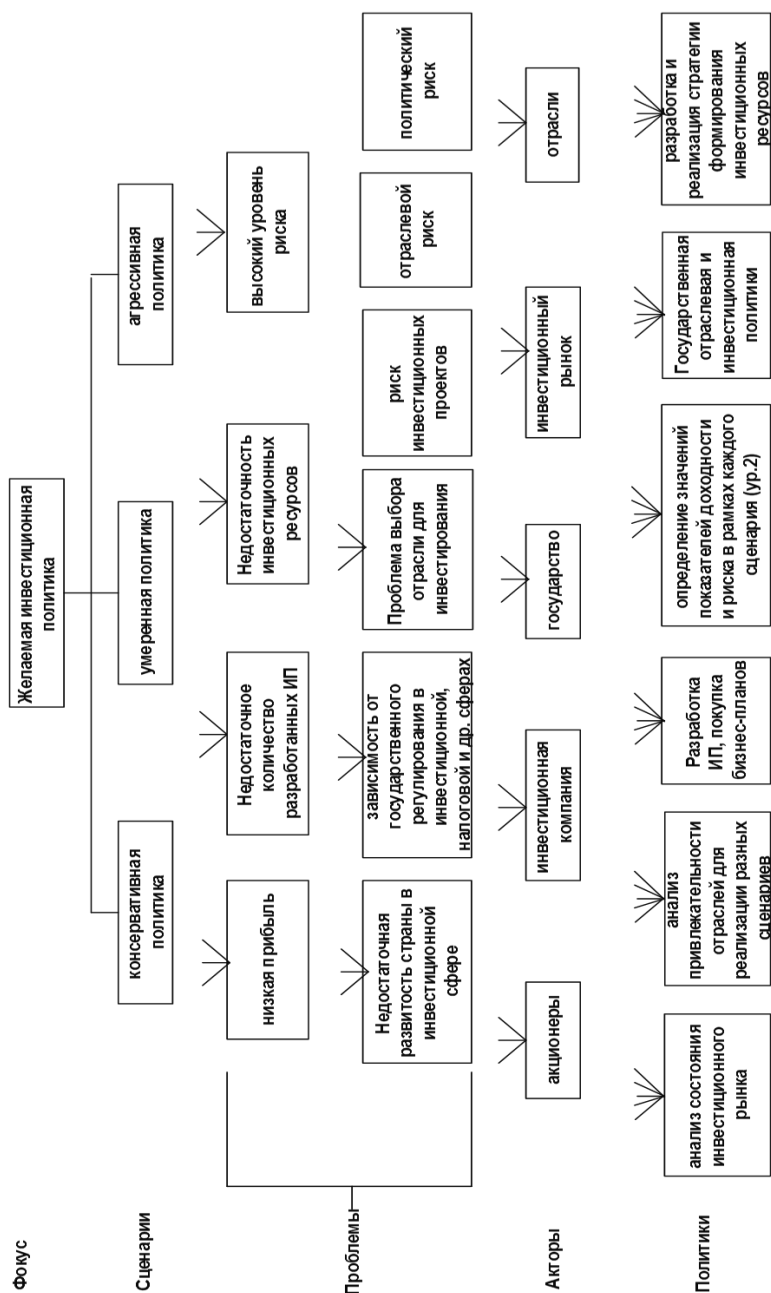 Фокус
Желаемая инвестиционная
политика
Сценарии
консервативная
политика
умеренная политика
агрессивная
политика
Проблемы
низкая прибыль
Недостаточное
количество
разработанных ИП
Недостаточность
инвестиционных
ресурсов
высокий уровень
риска
Недостаточная
развитость страны в
инвестиционной
сфере
зависимость от
государственного
регулирования в
инвестиционной,
налоговой и др. сферах
Проблема выбора
отрасли для
инвестирования
риск
инвестиционных
проектов
отраслевой
риск
политический
риск
Акторы
акционеры
инвестиционная
компания
государство
инвестиционный
рынок
отрасли
Политики
анализ состояния
инвестиционного
рынка
анализ
привлекательности
отраслей для
реализации разных
сценариев
Разработка
ИП, покупка
бизнес-планов
определение значений
показателей доходности
и риска в рамках каждого
сценария (ур.2)
Государственная
отраслевая и
инвестиционная
политики
разработка и
реализация стратегии
формирования
инвестиционных
ресурсов